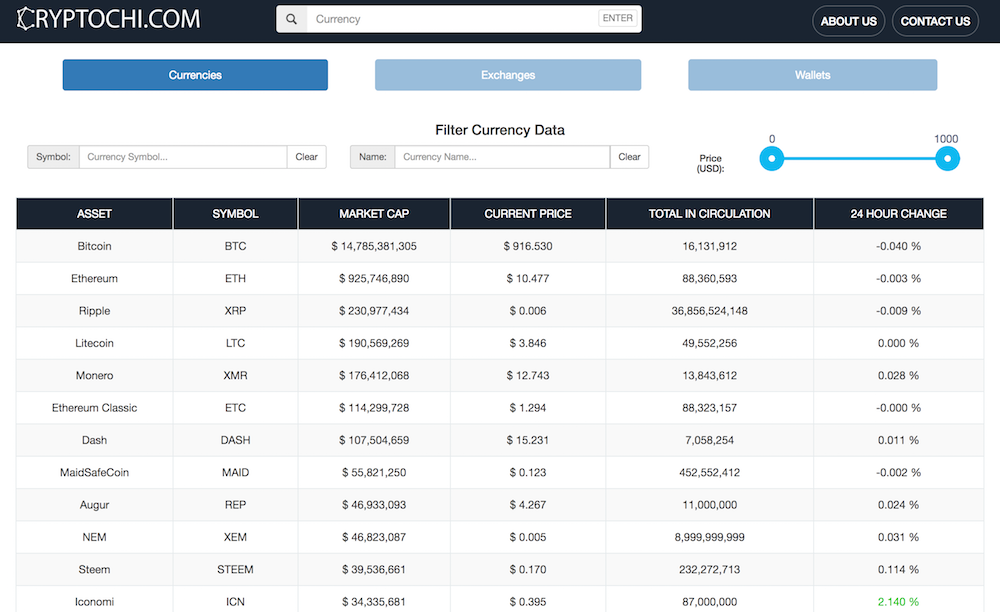 CRYPTOCHI.COM Currency ENTER ABOUT US CONTACT US
Currencies Exchanges Wallets
Filter Currency Data
Symbol: Currency Symbol... Clear Name: Currency Name... Clear Price (USD): 0 1000
ASSET SYMBOL MARKET CAP CURRENT PRICE TOTAL IN CIRCULATION 24 HOUR CHANGE
Bitcoin BTC $ 14,785,381,305 $ 916.530 16,131,912 -0.040 %
Ethereum ETH $ 925,746,890 $ 10.477 88,360,593 -0.003 %
Ripple XRP $ 230,977,434 $ 0.006 36,856,524,148 -0.009 %
Litecoin LTC $ 190,569,269 $ 3.846 49,552,256 0.000 %
Monero XMR $ 176,412,068 $ 12.743 13,843,612 0.028 %
Ethereum Classic ETC $ 114,299,728 $ 1.294 88,323,157 -0.000 %
Dash DASH $ 107,504,659 $ 15.231 7,058,254 0.011 %
MaidSafeCoin MAID $ 55,821,250 $ 0.123 452,552,412 -0.002 %
Augur REP $ 46,933,093 $ 4.267 11,000,000 0.024 %
NEM XEM $ 46,823,087 $ 0.005 8,999,999,999 0.031 %
Steem STEEM $ 39,536,661 $ 0.170 232,272,713 0.114 %
Iconomi ICN $ 34,335,681 $ 0.395 87,000,000 2.140 %